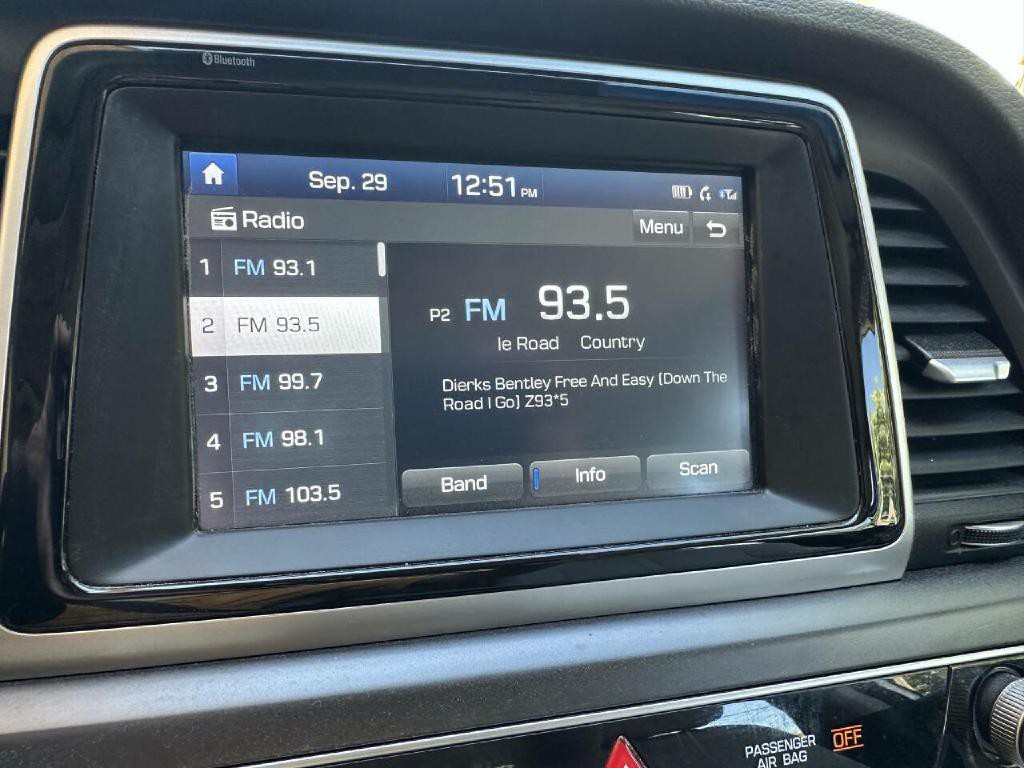 Bluetooth
Sep. 29
12:51 PM
Radio
Menu
1 FM 93.1
2 FM 93.5
3 FM 99.7
4 FM 98.1
5 FM 103.5
P2 FM 93.5
le Road Country
Dierks Bentley Free And Easy (Down The
Road I Go) Z93*5
Band
Info
Scan
PASSENGER
AIR BAG
OFF